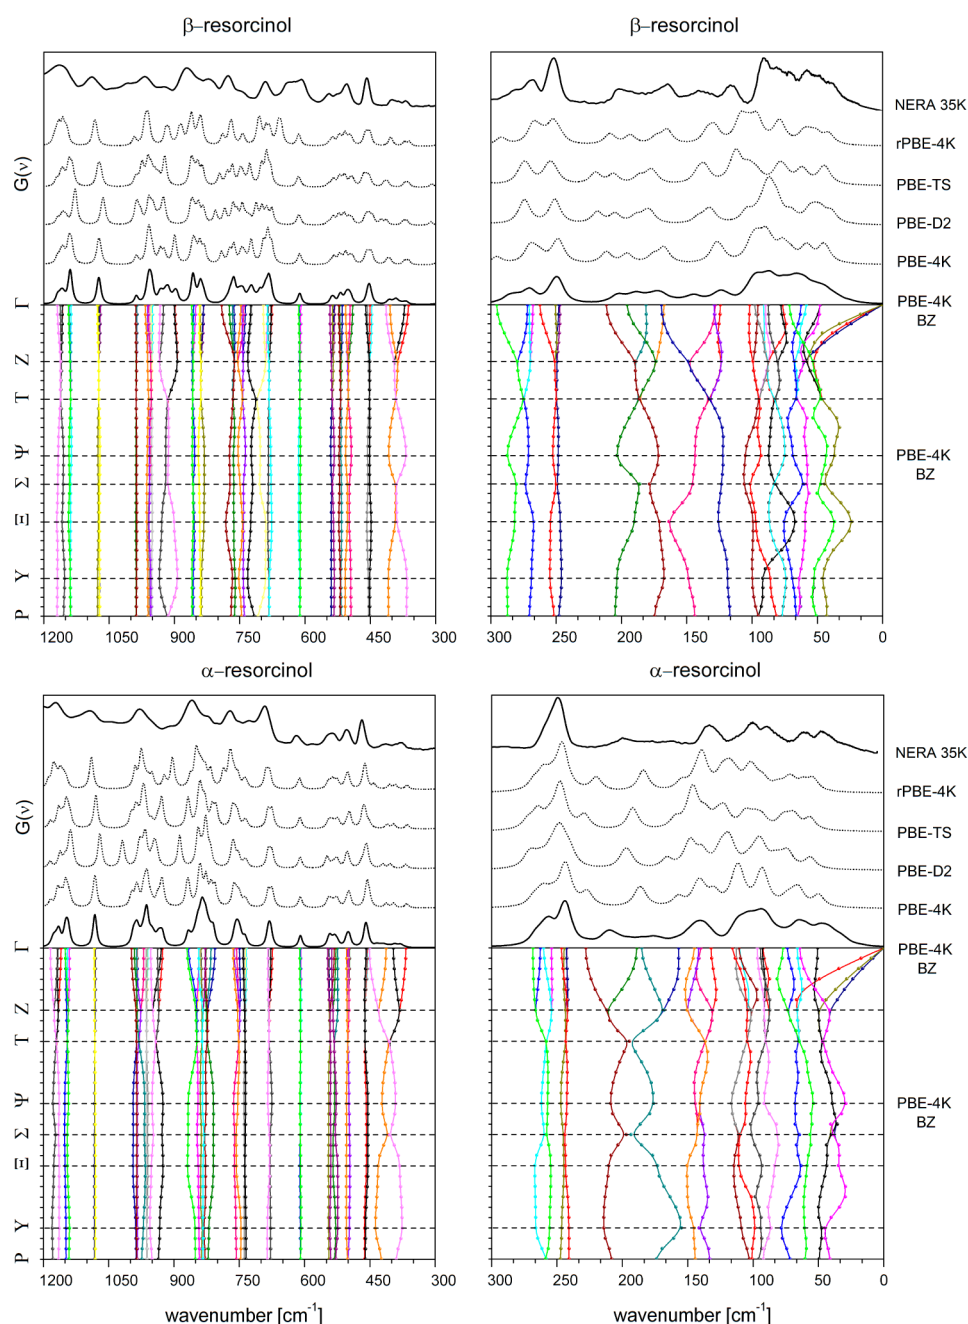 β–resorcinol
β–resorcinol
G(ν)
NERA 35K
rPBE-4K
PBE-TS
PBE-D2
PBE-4K
PBE-4K
BZ
Γ
Z
T
Ψ
Σ
Ξ
Y
P
PBE-4K
BZ
1200 1050 900 750 600 450 300
300 250 200 150 100 50 0
α–resorcinol
α–resorcinol
G(ν)
NERA 35K
rPBE-4K
PBE-TS
PBE-D2
PBE-4K
PBE-4K
BZ
Γ
Z
T
Ψ
Σ
Ξ
Y
P
PBE-4K
BZ
1200 1050 900 750 600 450 300
300 250 200 150 100 50 0
wavenumber [cm⁻¹]
wavenumber [cm⁻¹]